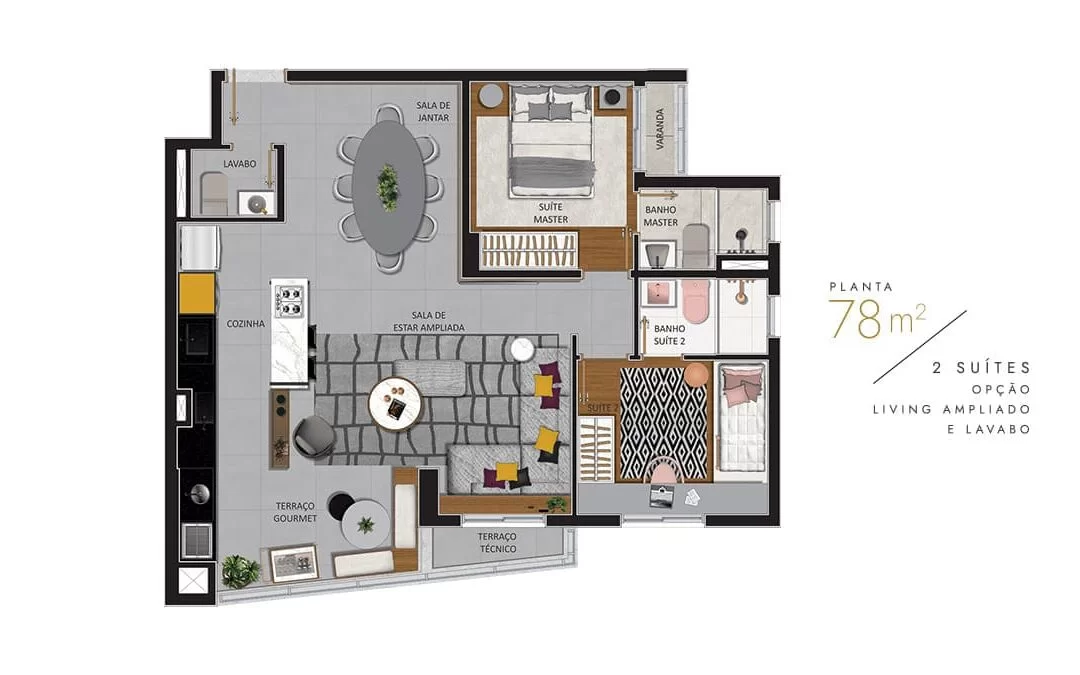 SALA DE
JANTAR
LAVABO
VARANDA
SUÍTE
MASTER
BANHO
MASTER
COZINHA
SALA DE
ESTAR AMPLIADA
BANHO
SUÍTE 2
SUÍTE 2
TERRAÇO
GOURMET
TERRAÇO
TÉCNICO
PLANTA
78 m²
2 SUÍTES
OPÇÃO
LIVING AMPLIADO
E LAVABO